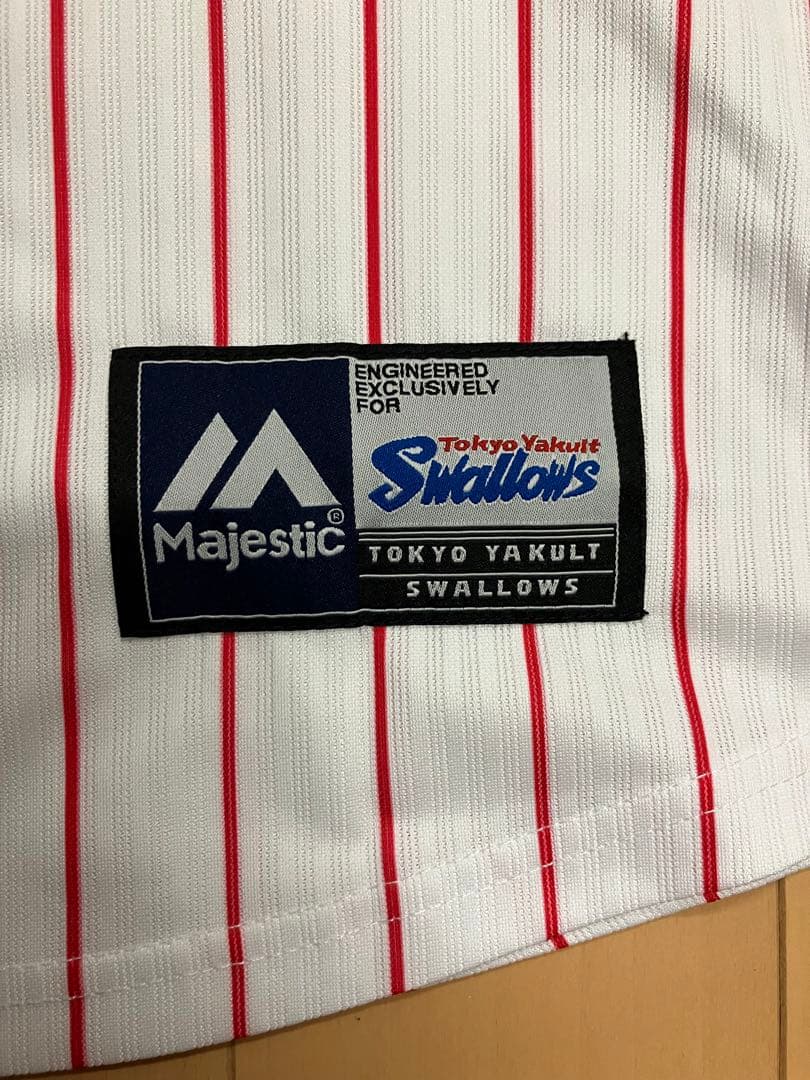 Majestic®
ENGINEERED
EXCLUSIVELY
FOR
Tokyo Yakult
Swallows
TOKYO YAKULT
SWALLOWS